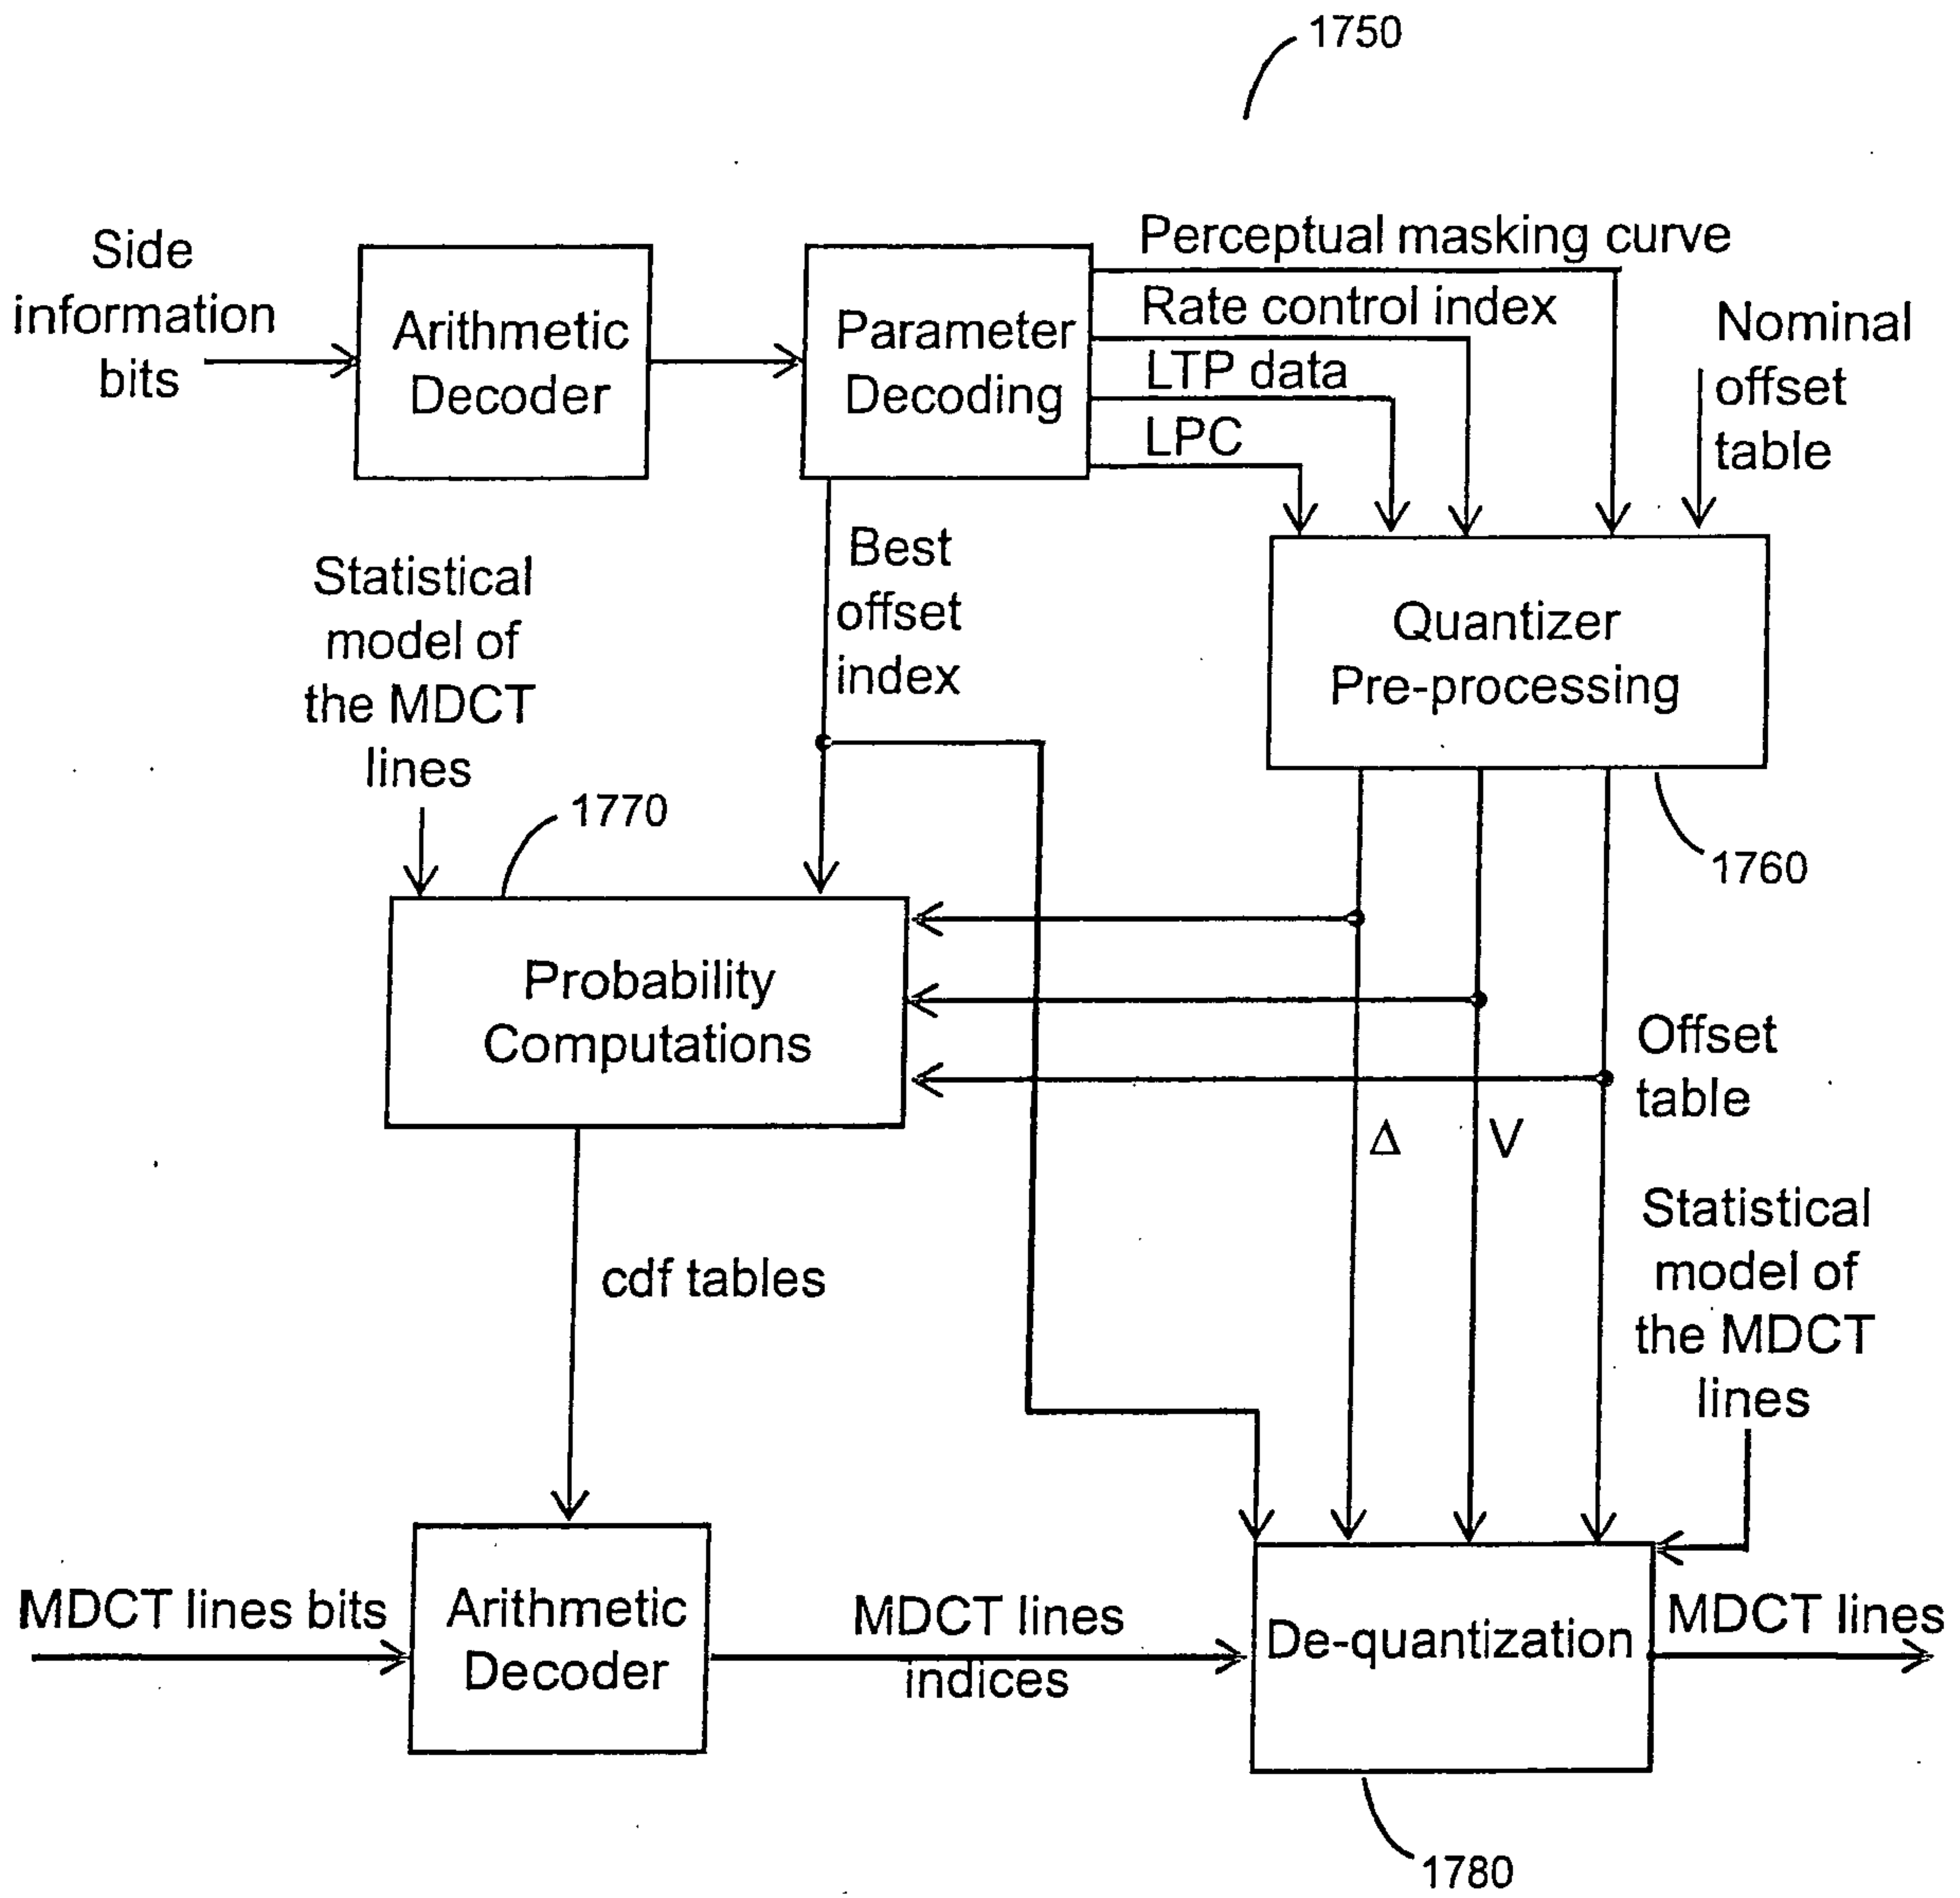 1750
Side
information
bits
Arithmetic
Decoder
Parameter
Decoding
Perceptual masking curve
Rate control index
LTP data
LPC
Nominal
offset
table
Best
offset
index
Statistical
model of
the MDCT
lines
Quantizer
Pre-processing
1770
1760
Probability
Computations
Offset
table
Δ
V
Statistical
model of
the MDCT
lines
cdf tables
MDCT lines bits
Arithmetic
Decoder
MDCT lines
indices
De-quantization
MDCT lines
1780